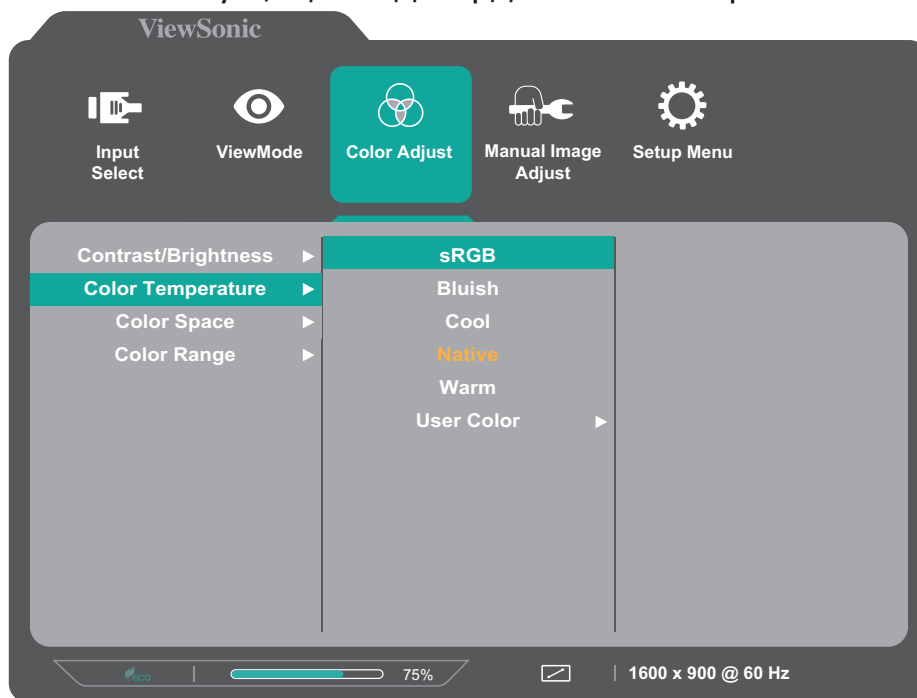 ViewSonic
Input
Select
ViewMode
Color Adjust
Manual Image
Adjust
Setup Menu
Contrast/Brightness
Color Temperature
Color Space
Color Range
sRGB
Bluish
Cool
Native
Warm
User Color
eco
75%
1600 x 900 @ 60 Hz